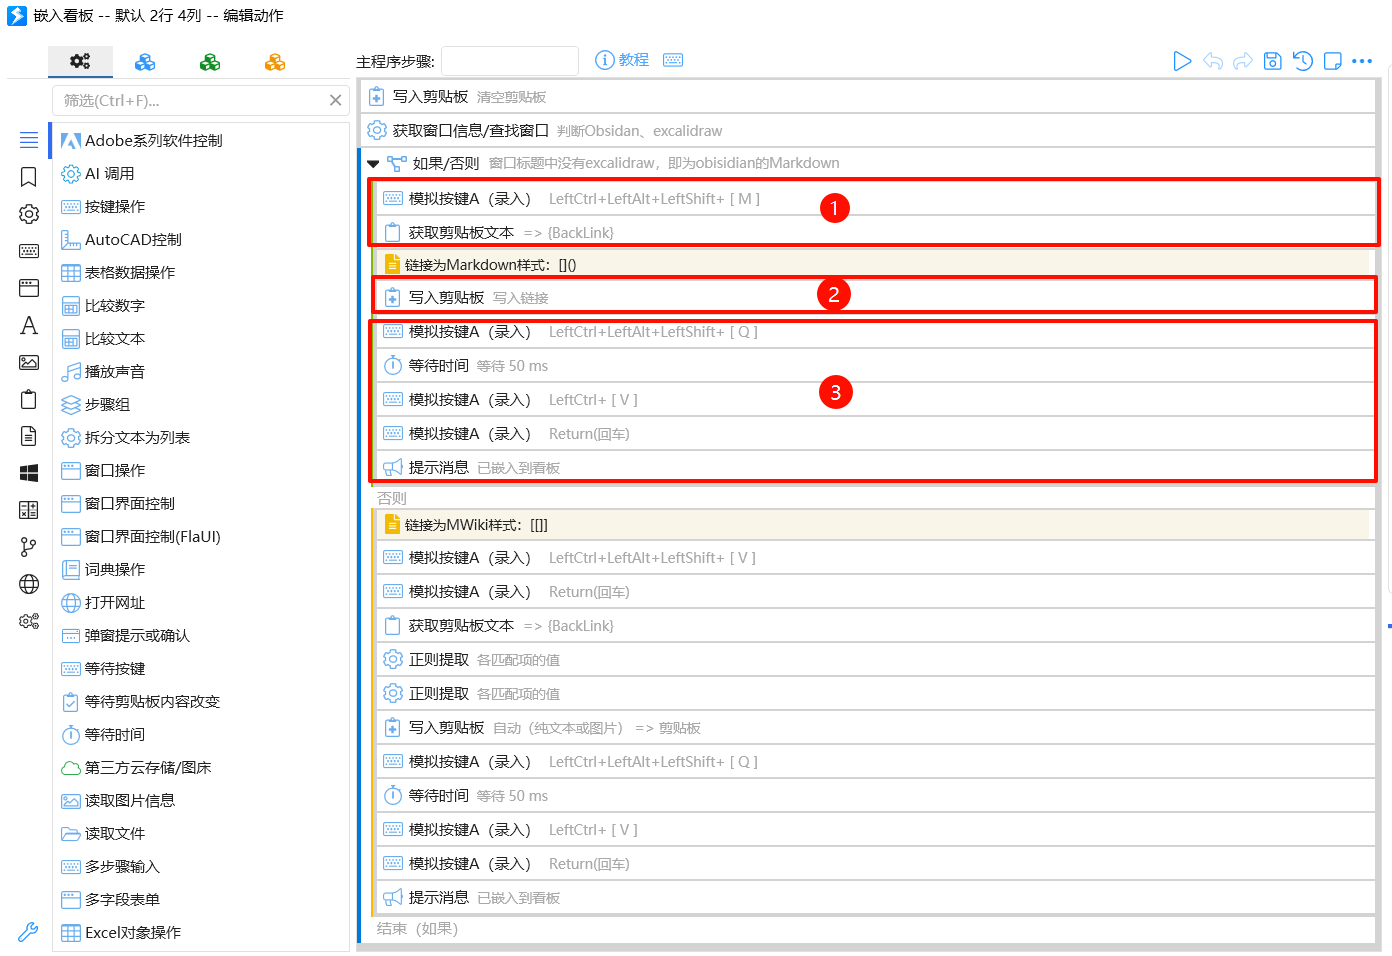 嵌入看板 -- 默认 2行 4列 -- 编辑动作
主程序步骤:
教程
筛选(Ctrl+F)...
Adobe系列软件控制
AI 调用
按键操作
AutoCAD控制
表格数据操作
比较数字
比较文本
播放声音
步骤组
拆分文本为列表
窗口操作
窗口界面控制
窗口界面控制(FlaUI)
词典操作
打开网址
弹窗提示或确认
等待按键
等待剪贴板内容改变
等待时间
第三方云存储/图床
读取图片信息
读取文件
多步骤输入
多字段表单
Excel对象操作
写入剪贴板 清空剪贴板
获取窗口信息/查找窗口 判断Obsidan、excalidraw
如果/否则 窗口标题中没有excalidraw，即为obisidian的Markdown
模拟按键A（录入） LeftCtrl+LeftAlt+LeftShift+ [ M ]
1
获取剪贴板文本 => {BackLink}
链接为Markdown样式：[]()
写入剪贴板 写入链接
2
模拟按键A（录入） LeftCtrl+LeftAlt+LeftShift+ [ Q ]
等待时间 等待 50 ms
3
模拟按键A（录入） LeftCtrl+ [ V ]
模拟按键A（录入） Return(回车)
提示消息 已嵌入到看板
否则
链接为MWiki样式：[[]]
模拟按键A（录入） LeftCtrl+LeftAlt+LeftShift+ [ V ]
模拟按键A（录入） Return(回车)
获取剪贴板文本 => {BackLink}
正则提取 各匹配项的值
正则提取 各匹配项的值
写入剪贴板 自动（纯文本或图片） => 剪贴板
模拟按键A（录入） LeftCtrl+LeftAlt+LeftShift+ [ Q ]
等待时间 等待 50 ms
模拟按键A（录入） LeftCtrl+ [ V ]
模拟按键A（录入） Return(回车)
提示消息 已嵌入到看板
结束（如果）